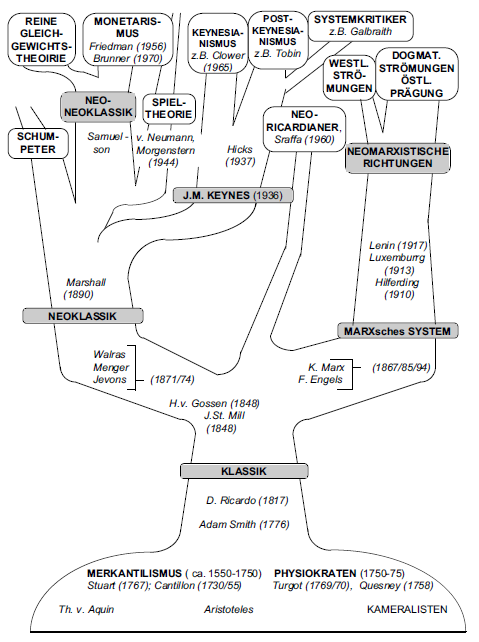 REINE
GLEICH-
GEWICHTS-
THEOIRIE
MONETARIS-
MUS
Friedman (1956)
Brunner (1970)
KEYNESIA-
NISMUS
z.B. Clower
(1965)
POST-
KEYNESIA-
NISMUS
z.B. Tobin
SYSTEMKRITIKER
z.B. Galbraith
WESTL.
STRÖ-
MUNGEN
DOGMAT.
STRÖMUNGEN
ÖSTL.
PRÄGUNG
NEO-
NEOKLASSIK
SPIEL-
THEORIE
NEO-
RICARDIANER,
Sraffa (1960)
SCHUM-
PETER
Samuel -
son
v. Neumann,
Morgenstern
(1944)
Hicks
(1937)
NEOMARXISTISCHE
RICHTUNGEN
J.M. KEYNES (1936)
Lenin (1917)
Luxemburrg
(1913)
Hilferding
(1910)
Marshall
(1890)
NEOKLASSIK
MARXsches SYSTEM
Walras
Menger
Jevons
(1871/74)
K. Marx
F. Engels
(1867/85/94)
H.v. Gossen (1848)
J.St. Mill
(1848)
KLASSIK
D. Ricardo (1817)
Adam Smith (1776)
MERKANTILISMUS ( ca. 1550-1750)
Stuart (1767); Cantillon (1730/55)
PHYSIOKRATEN (1750-75)
Turgot (1769/70), Quesney (1758)
Th. v. Aquin
Aristoteles
KAMERALISTEN